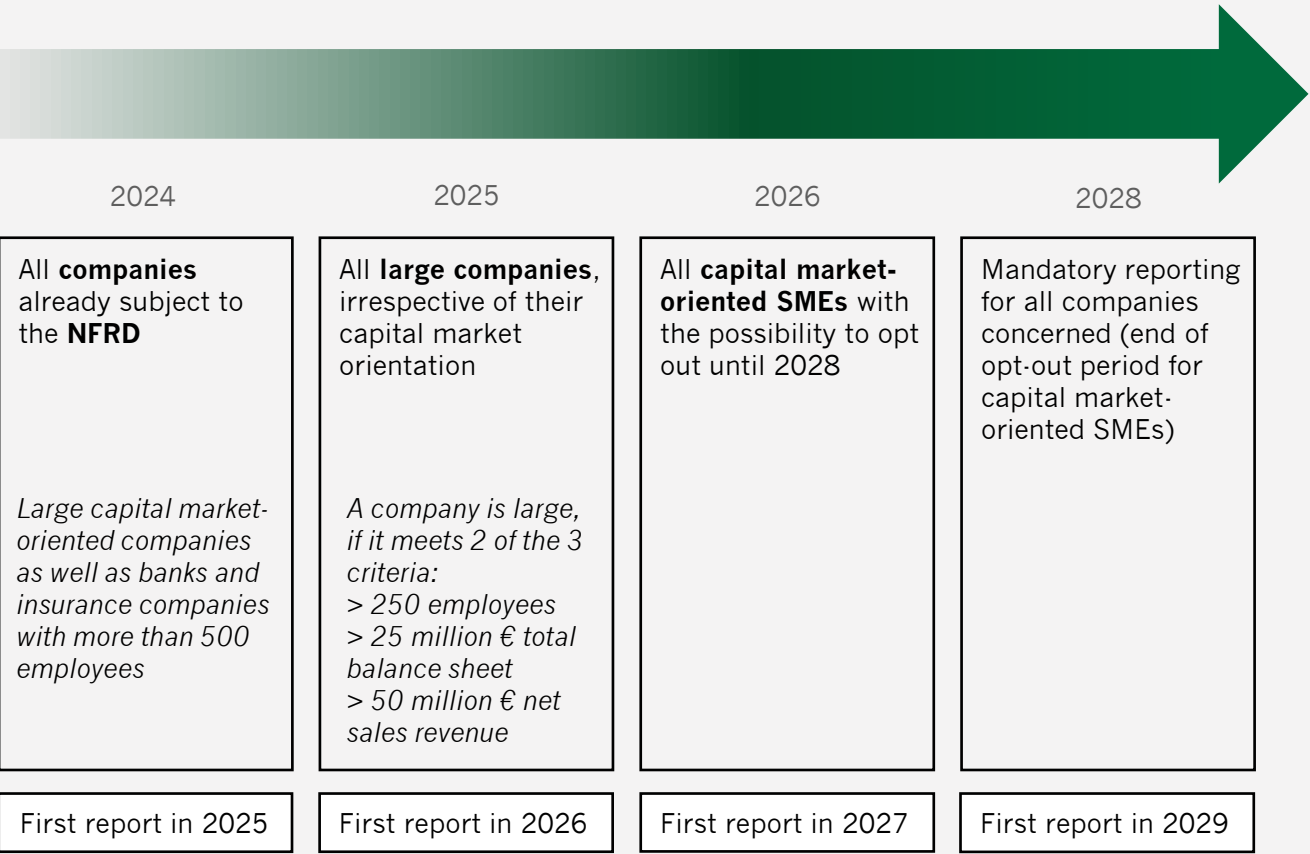 2024
2025
2026
2028
All companies
already subject to
the NFRD
Large capital market-
oriented companies
as well as banks and
insurance companies
with more than 500
employees
All large companies,
irrespective of their
capital market
orientation
A company is large,
if it meets 2 of the 3
criteria:
> 250 employees
> 25 million € total
balance sheet
> 50 million € net
sales revenue
All capital market-
oriented SMEs with
the possibility to opt
out until 2028
Mandatory reporting
for all companies
concerned (end of
opt-out period for
capital market-
oriented SMEs)
First report in 2025
First report in 2026
First report in 2027
First report in 2029